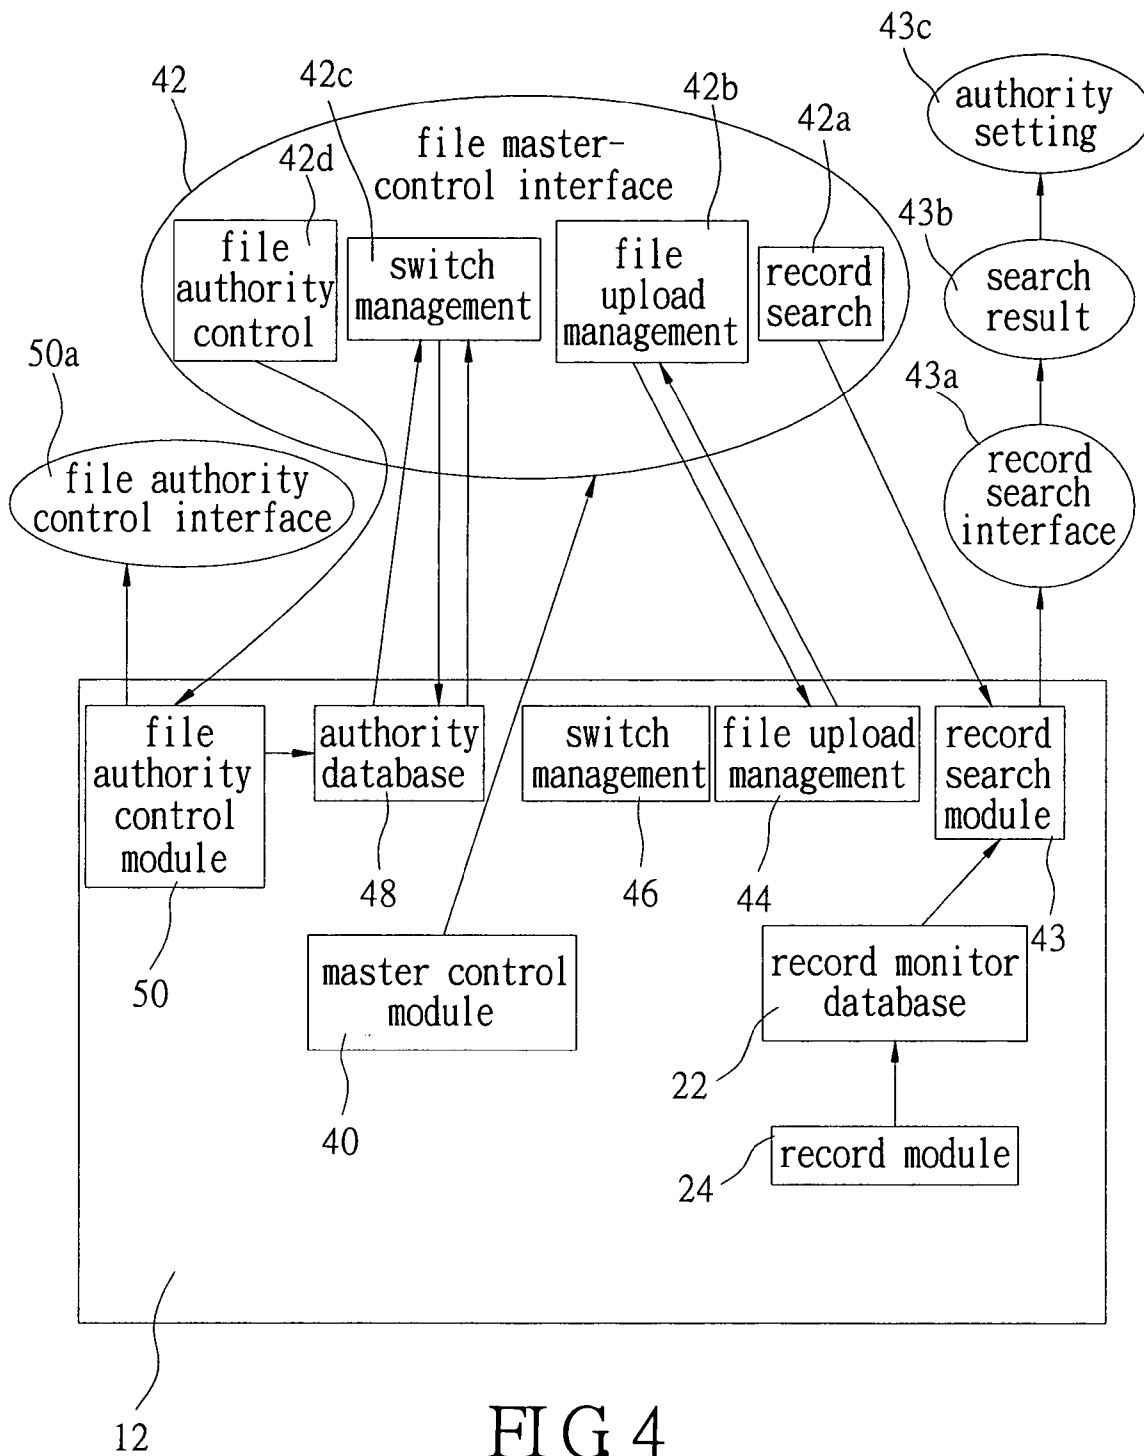 43c
authority
setting
42
42c
42b
42a
file master-
control interface
42d
43b
file
authority
control
switch
management
file
upload
management
record
search
search
result
50a
43a
file authority
control interface
record
search
interface
file
authority
control
module
authority
database
switch
management
file upload
management
record
search
module
48
46
44
43
50
master control
module
record monitor
database
22
40
record module
24
12
FIG. 4